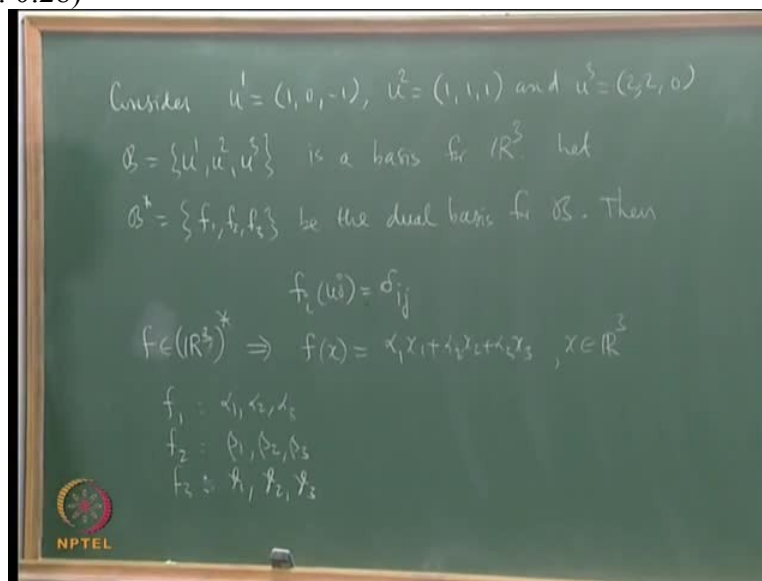 : 0:28)
Consider u¹ = (1, 0, -1), u² = (1, 1, 1) and u³ = (2, 2, 0)
B = {u¹, u², u³} is a basis for ℝ³. Let
B* = {f₁, f₂, f₃} be the dual basis for B. Then
fᵢ(uʲ) = δᵢⱼ
f ∈ (ℝ³)* ⇒ f(x) = α₁x₁ + α₂x₂ + α₃x₃ , x ∈ ℝ³
f₁ : α₁, α₂, α₃
f₂ : β₁, β₂, β₃
f₃ : γ₁, γ₂, γ₃
NPTEL